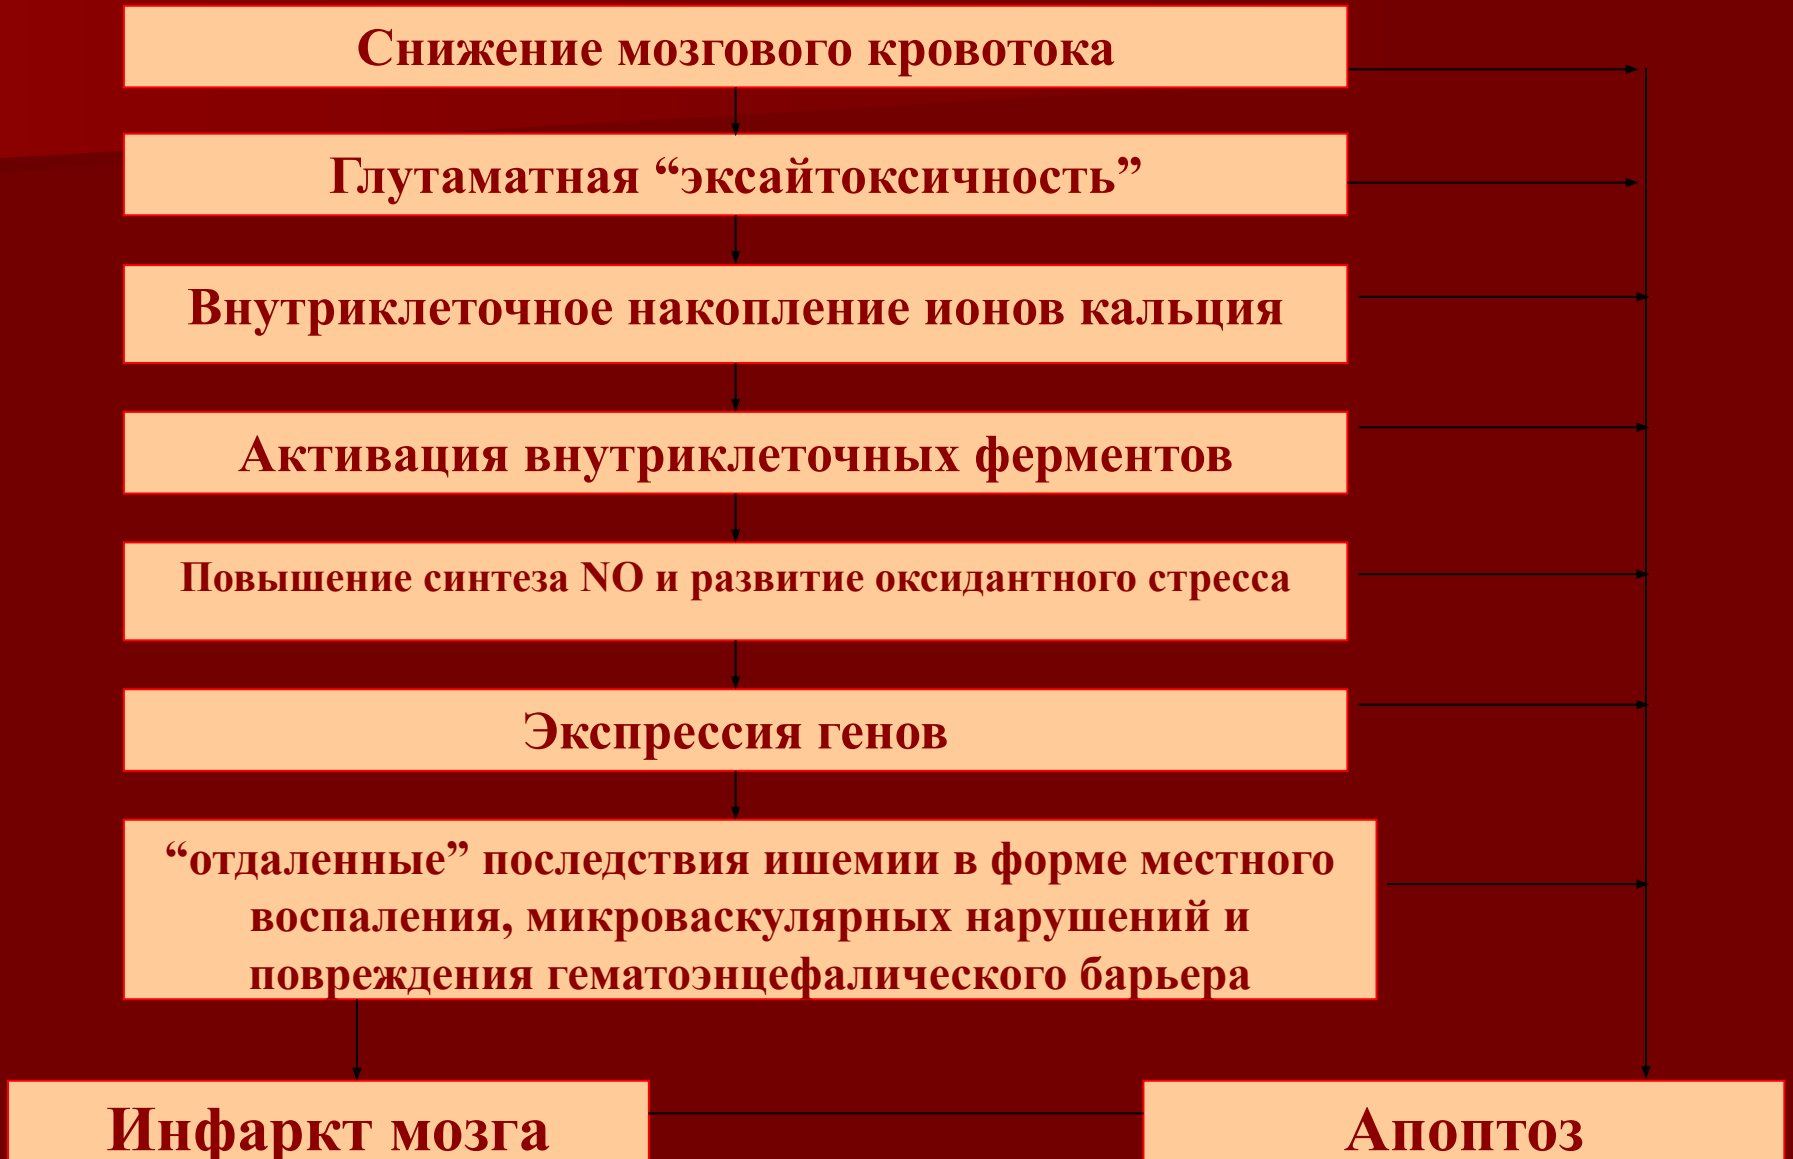 Снижение мозгового кровотока
Глутаматная “эксайтоксичность”
Внутриклеточное накопление ионов кальция
Активация внутриклеточных ферментов
Повышение синтеза NO и развитие оксидантного стресса
Экспрессия генов
“отдаленные” последствия ишемии в форме местного
воспаления, микроваскулярных нарушений и
повреждения гематоэнцефалического барьера
Инфаркт мозга
Апоптоз